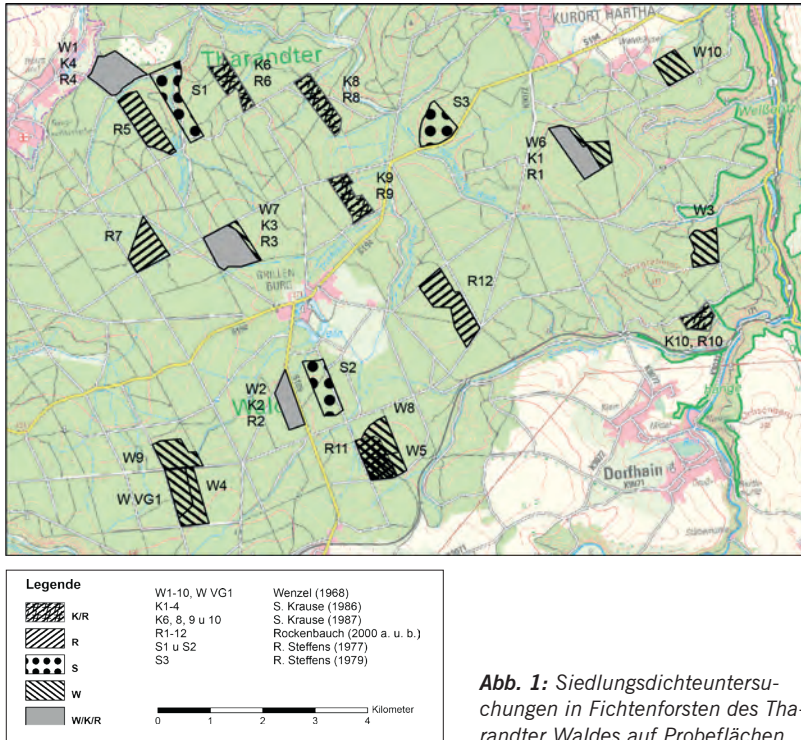 KURORT HARTHA
Tharandter
W1
K4
R4
S1
K6
R6
K8
R8
S3
W10
R5
W6
K1
R1
K9
R9
W7
K3
R3
R7
W3
GRILLEN
BURG
R12
K10, R10
S2
W2
K2
R2
W8
R11
W5
W9
W VG1
W4
Dorfhain
Legende
K/R
R
S
W
W/K/R
W1-10, W VG1 Wenzel (1968)
K1-4 S. Krause (1986)
K6, 8, 9 u 10 S. Krause (1987)
R1-12 Rockenbauch (2000 a. u. b.)
S1 u S2 R. Steffens (1977)
S3 R. Steffens (1979)
Kilometer
0 1 2 3 4
Abb. 1: Siedlungsdichteuntersu-
chungen in Fichtenforsten des Tha-
randter Waldes auf Probeflächen